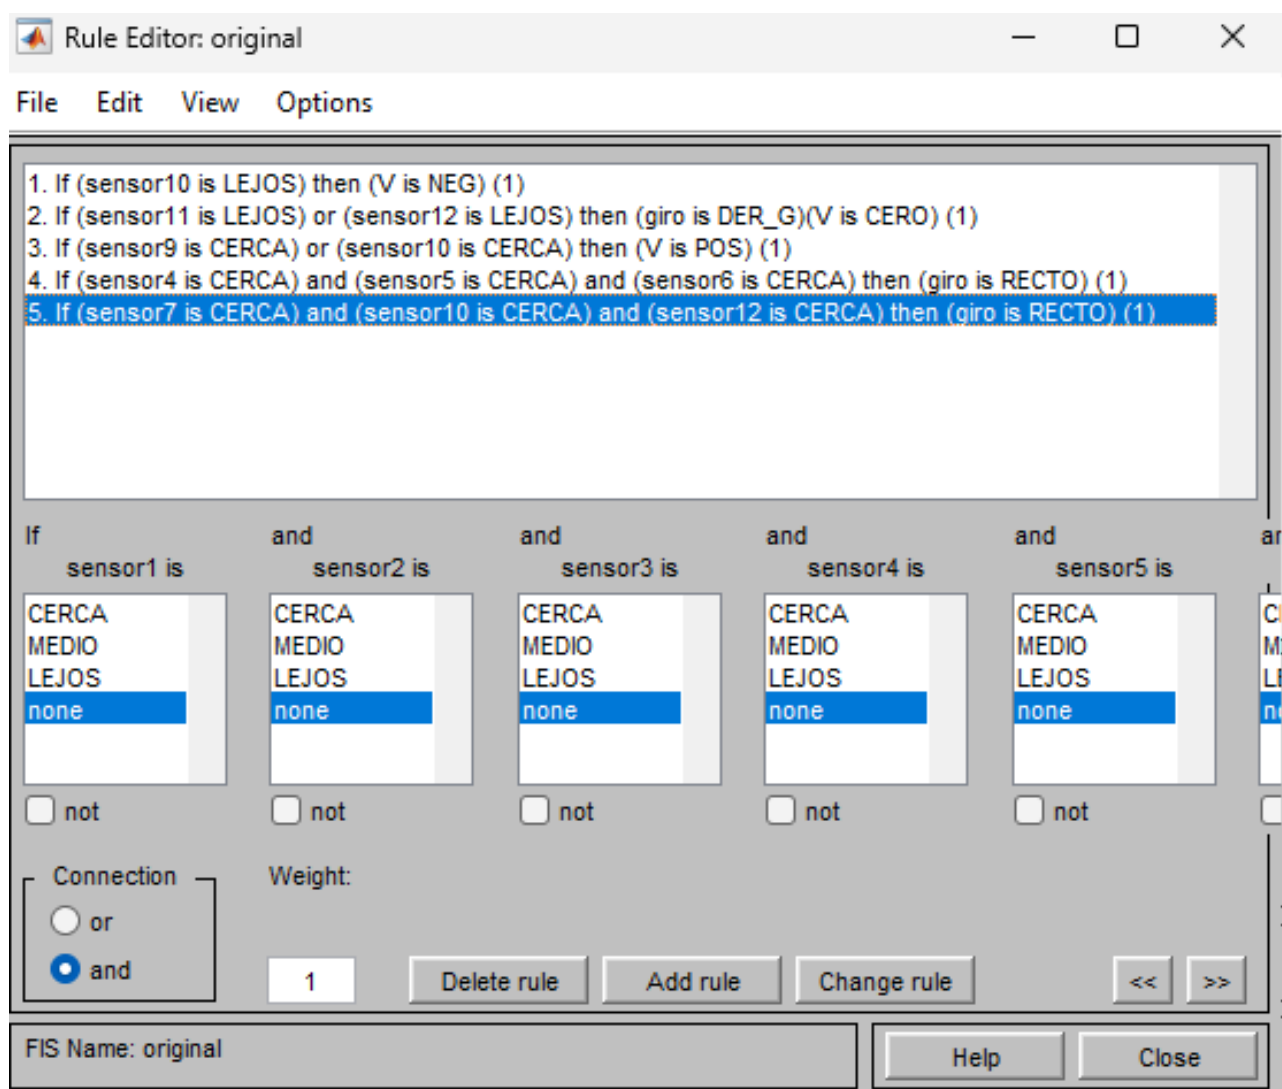 Rule Editor: original
File Edit View Options
1. If (sensor10 is LEJOS) then (V is NEG) (1)
2. If (sensor11 is LEJOS) or (sensor12 is LEJOS) then (giro is DER_G)(V is CERO) (1)
3. If (sensor9 is CERCA) or (sensor10 is CERCA) then (V is POS) (1)
4. If (sensor4 is CERCA) and (sensor5 is CERCA) and (sensor6 is CERCA) then (giro is RECTO) (1)
5. If (sensor7 is CERCA) and (sensor10 is CERCA) and (sensor12 is CERCA) then (giro is RECTO) (1)
If and and and and
sensor1 is sensor2 is sensor3 is sensor4 is sensor5 is
CERCA CERCA CERCA CERCA CERCA
MEDIO MEDIO MEDIO MEDIO MEDIO
LEJOS LEJOS LEJOS LEJOS LEJOS
none none none none none
not not not not not
Connection Weight:
or
and 1 Delete rule Add rule Change rule << >>
FIS Name: original Help Close